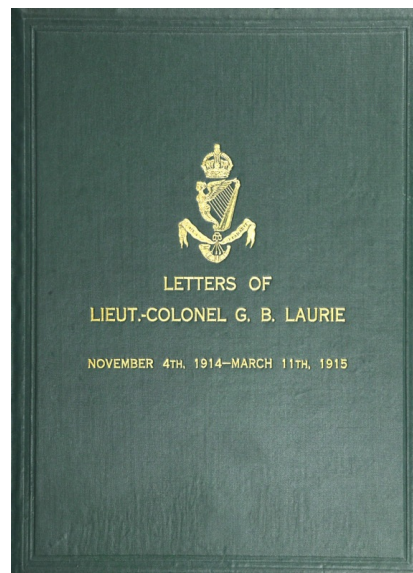 LETTERS OF
LIEUT.-COLONEL G. B. LAURIE
NOVEMBER 4TH, 1914–MARCH 11TH, 1915